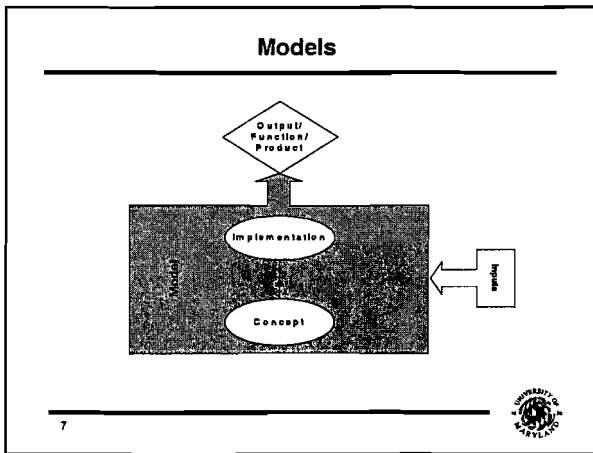 Models
Output/
Function/
Product
Implementation
Model
Inputs
Concept
7
UNIVERSITY OF
MARYLAND